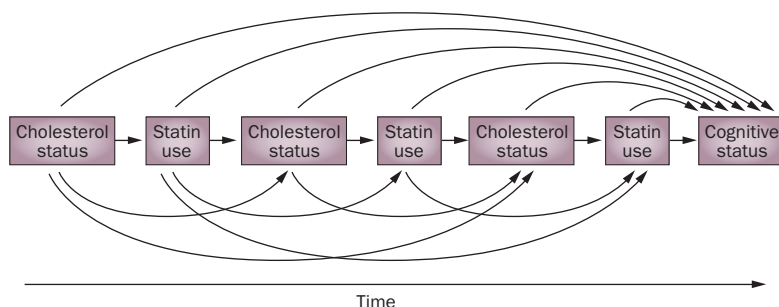 Cholesterol
status
Statin
use
Cholesterol
status
Statin
use
Cholesterol
status
Statin
use
Cognitive
status
Time